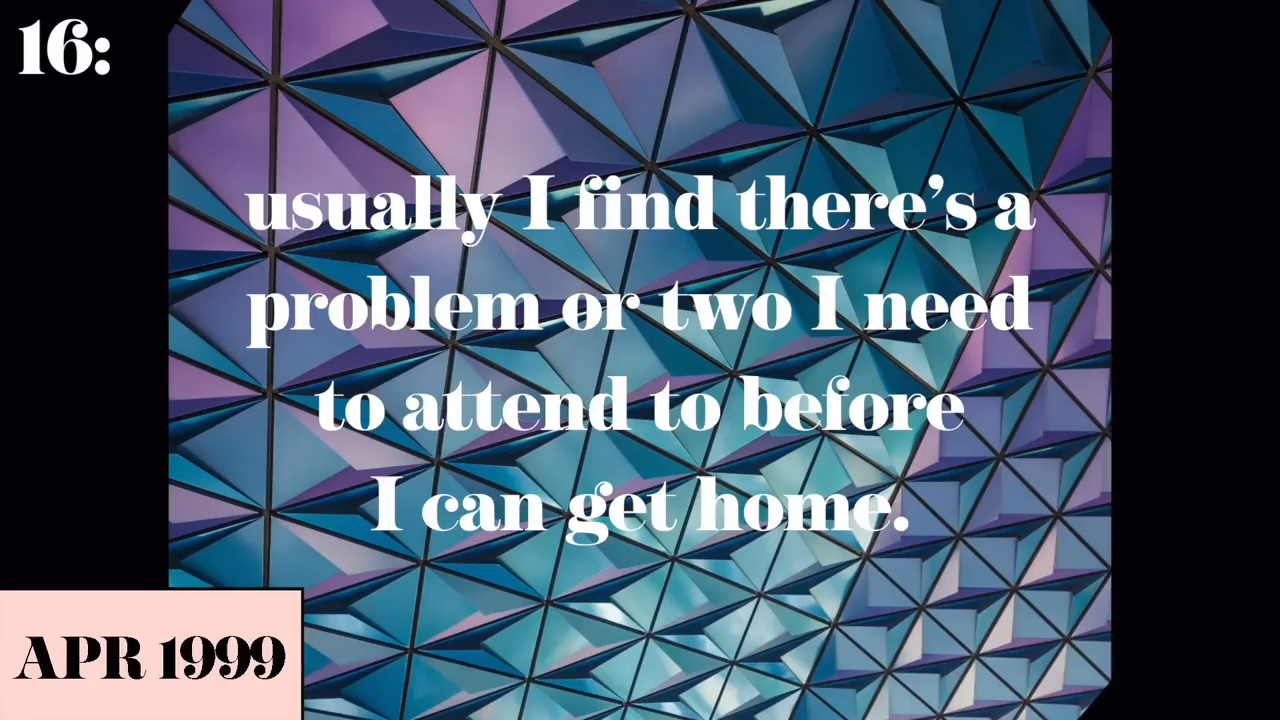 16:
usually I find there's a
problem or two I need
to attend to before
I can get home.
APR 1999